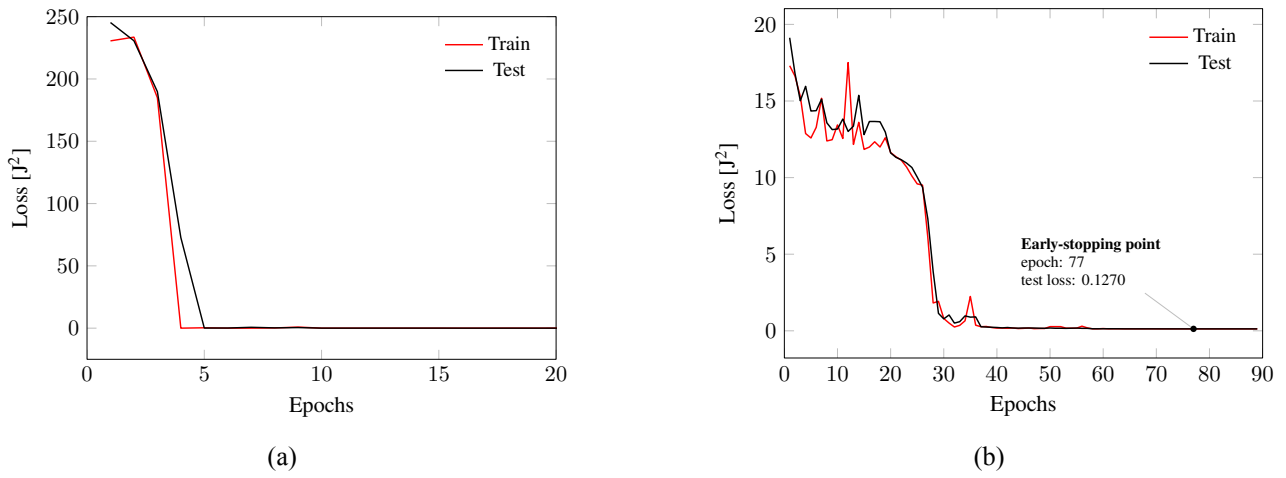 250
200
150
100
50
0
Loss [J²]
0 5 10 15 20
Epochs
Train
Test
(a)
20
15
10
5
0
Loss [J²]
0 10 20 30 40 50 60 70 80 90
Epochs
Train
Test
Early-stopping point
epoch: 77
test loss: 0.1270
(b)